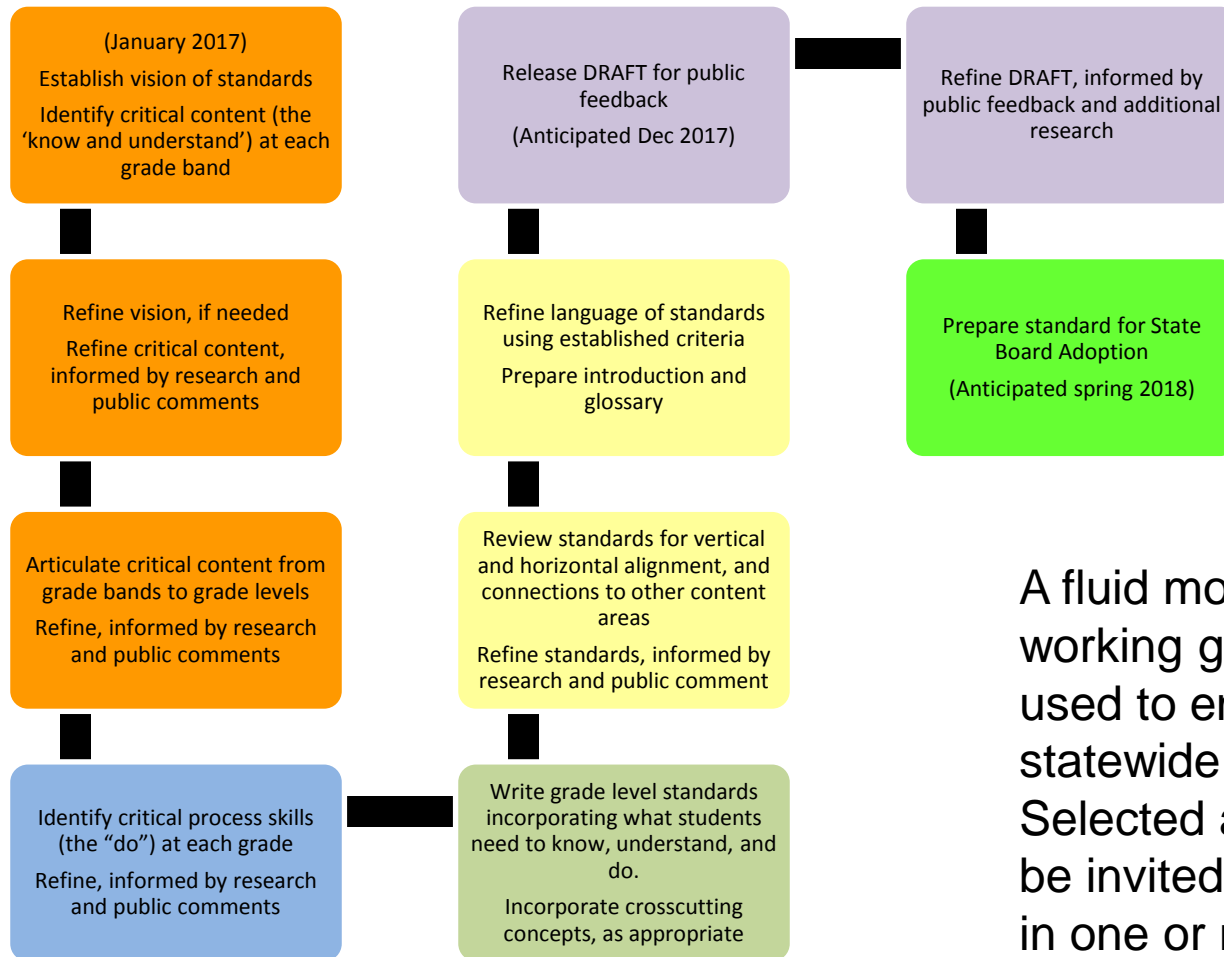 (January 2017)
Establish vision of standards
Identify critical content (the
‘know and understand’) at each
grade band
Refine vision, if needed
Refine critical content,
informed by research and
public comments
Articulate critical content from
grade bands to grade levels
Refine, informed by research
and public comments
Identify critical process skills
(the “do”) at each grade
Refine, informed by research
and public comments
Write grade level standards
incorporating what students
need to know, understand, and
do.
Incorporate crosscutting
concepts, as appropriate
Review standards for vertical
and horizontal alignment, and
connections to other content
areas
Refine standards, informed by
research and public comment
Refine language of standards
using established criteria
Prepare introduction and
glossary
Release DRAFT for public
feedback
(Anticipated Dec 2017)
Refine DRAFT, informed by
public feedback and additional
research
Prepare standard for State
Board Adoption
(Anticipated spring 2018)
A fluid
working
used to
statewide
Selected
be invited
in one or